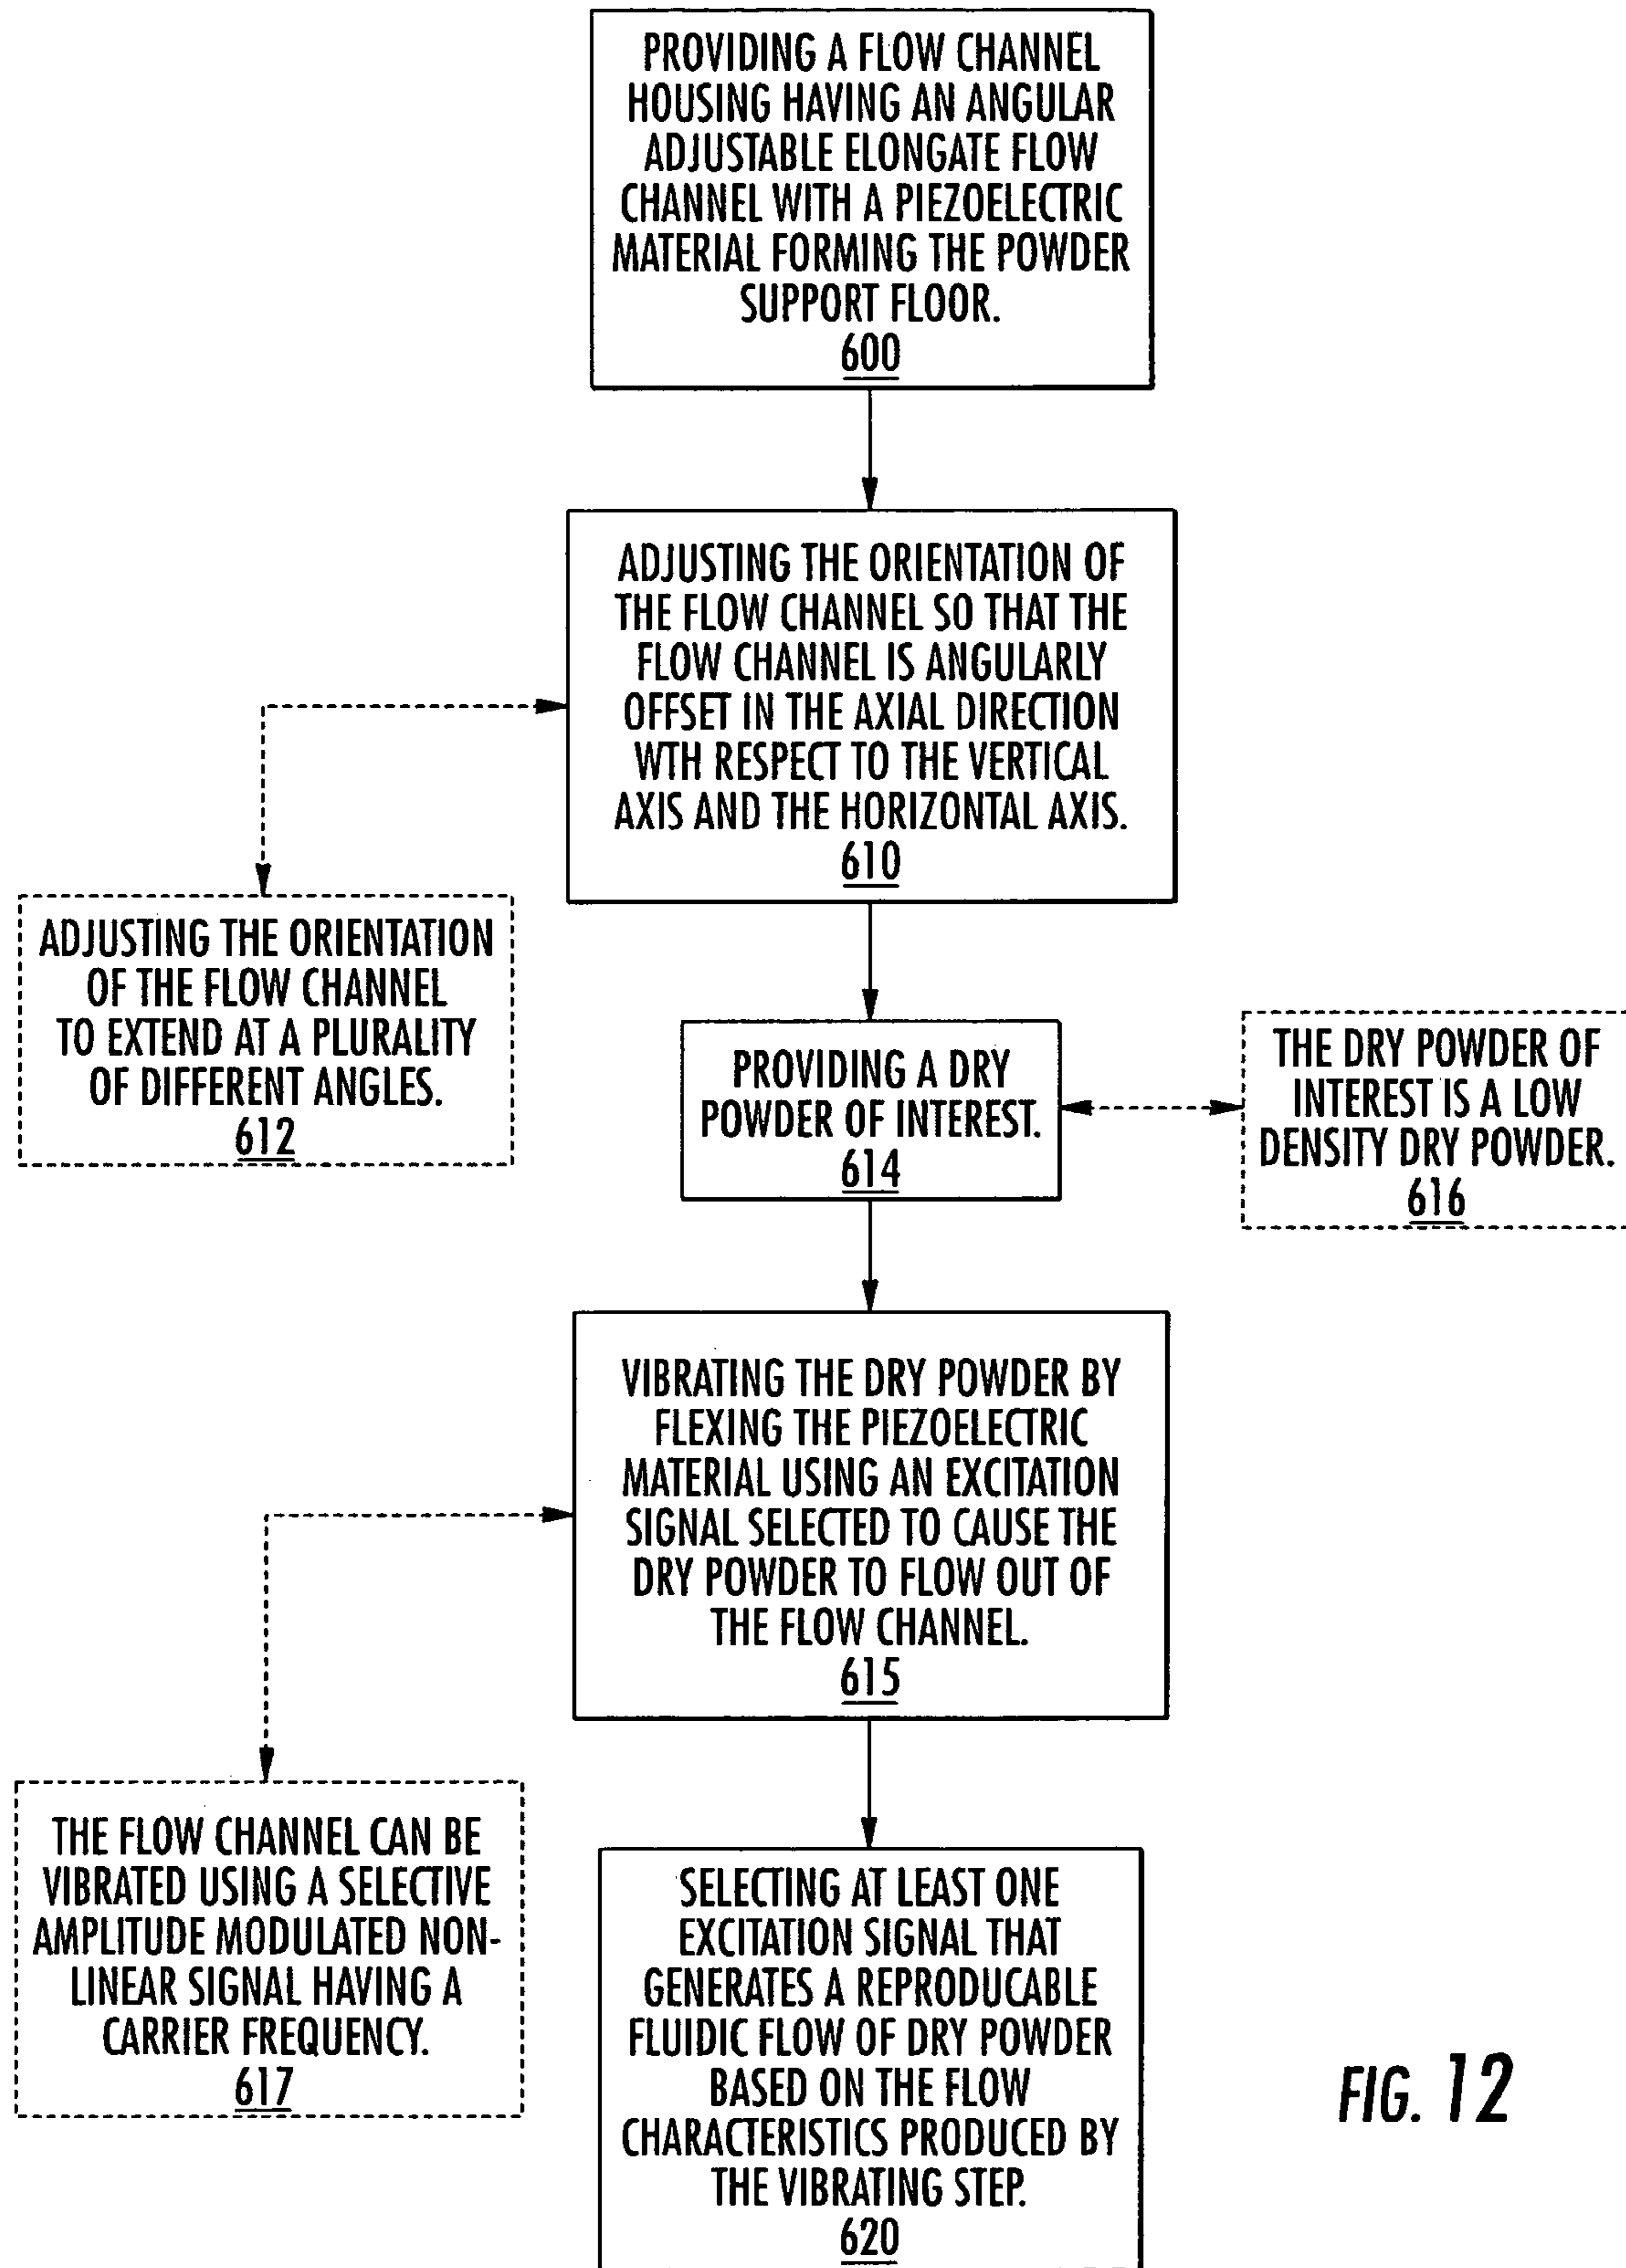 PROVIDING A FLOW CHANNEL
HOUSING HAVING AN ANGULAR
ADJUSTABLE ELONGATE FLOW
CHANNEL WITH A PIEZOELECTRIC
MATERIAL FORMING THE POWDER
SUPPORT FLOOR.
600
ADJUSTING THE ORIENTATION OF
THE FLOW CHANNEL SO THAT THE
FLOW CHANNEL IS ANGULARLY
OFFSET IN THE AXIAL DIRECTION
WTH RESPECT TO THE VERTICAL
AXIS AND THE HORIZONTAL AXIS.
610
ADJUSTING THE ORIENTATION
OF THE FLOW CHANNEL
TO EXTEND AT A PLURALITY
OF DIFFERENT ANGLES.
612
PROVIDING A DRY
POWDER OF INTEREST.
614
THE DRY POWDER OF
INTEREST IS A LOW
DENSITY DRY POWDER.
616
VIBRATING THE DRY POWDER BY
FLEXING THE PIEZOELECTRIC
MATERIAL USING AN EXCITATION
SIGNAL SELECTED TO CAUSE THE
DRY POWDER TO FLOW OUT OF
THE FLOW CHANNEL.
615
THE FLOW CHANNEL CAN BE
VIBRATED USING A SELECTIVE
AMPLITUDE MODULATED NON-
LINEAR SIGNAL HAVING A
CARRIER FREQUENCY.
617
SELECTING AT LEAST ONE
EXCITATION SIGNAL THAT
GENERATES A REPRODUCABLE
FLUIDIC FLOW OF DRY POWDER
BASED ON THE FLOW
CHARACTERISTICS PRODUCED BY
THE VIBRATING STEP.
620
FIG. 12